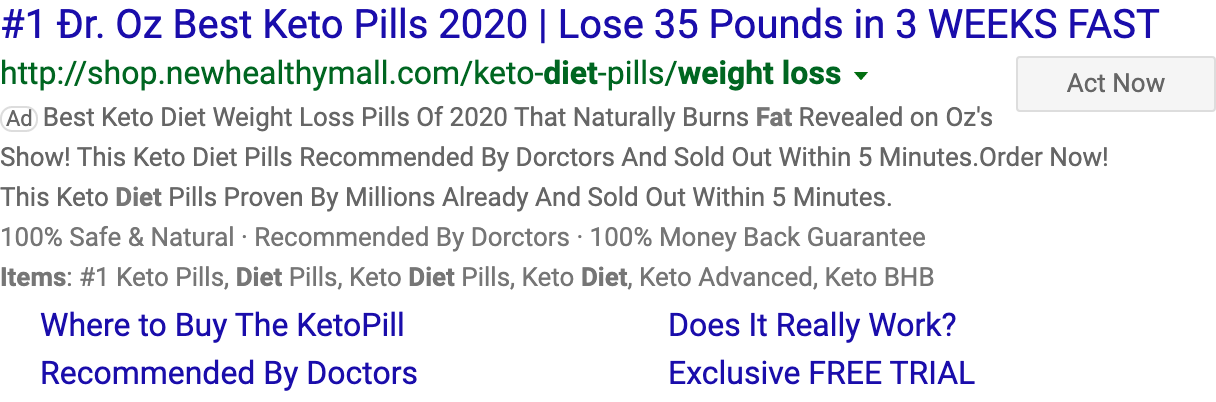 #1 Ðr. Oz Best Keto Pills 2020 | Lose 35 Pounds in 3 WEEKS FAST
http://shop.newhealthymall.com/keto-diet-pills/weight loss
Act Now
Ad Best Keto Diet Weight Loss Pills Of 2020 That Naturally Burns Fat Revealed on Oz's
Show! This Keto Diet Pills Recommended By Dorctors And Sold Out Within 5 Minutes.Order Now!
This Keto Diet Pills Proven By Millions Already And Sold Out Within 5 Minutes.
100% Safe & Natural · Recommended By Dorctors · 100% Money Back Guarantee
Items: #1 Keto Pills, Diet Pills, Keto Diet Pills, Keto Diet, Keto Advanced, Keto BHB
Where to Buy The KetoPill
Does It Really Work?
Recommended By Doctors
Exclusive FREE TRIAL